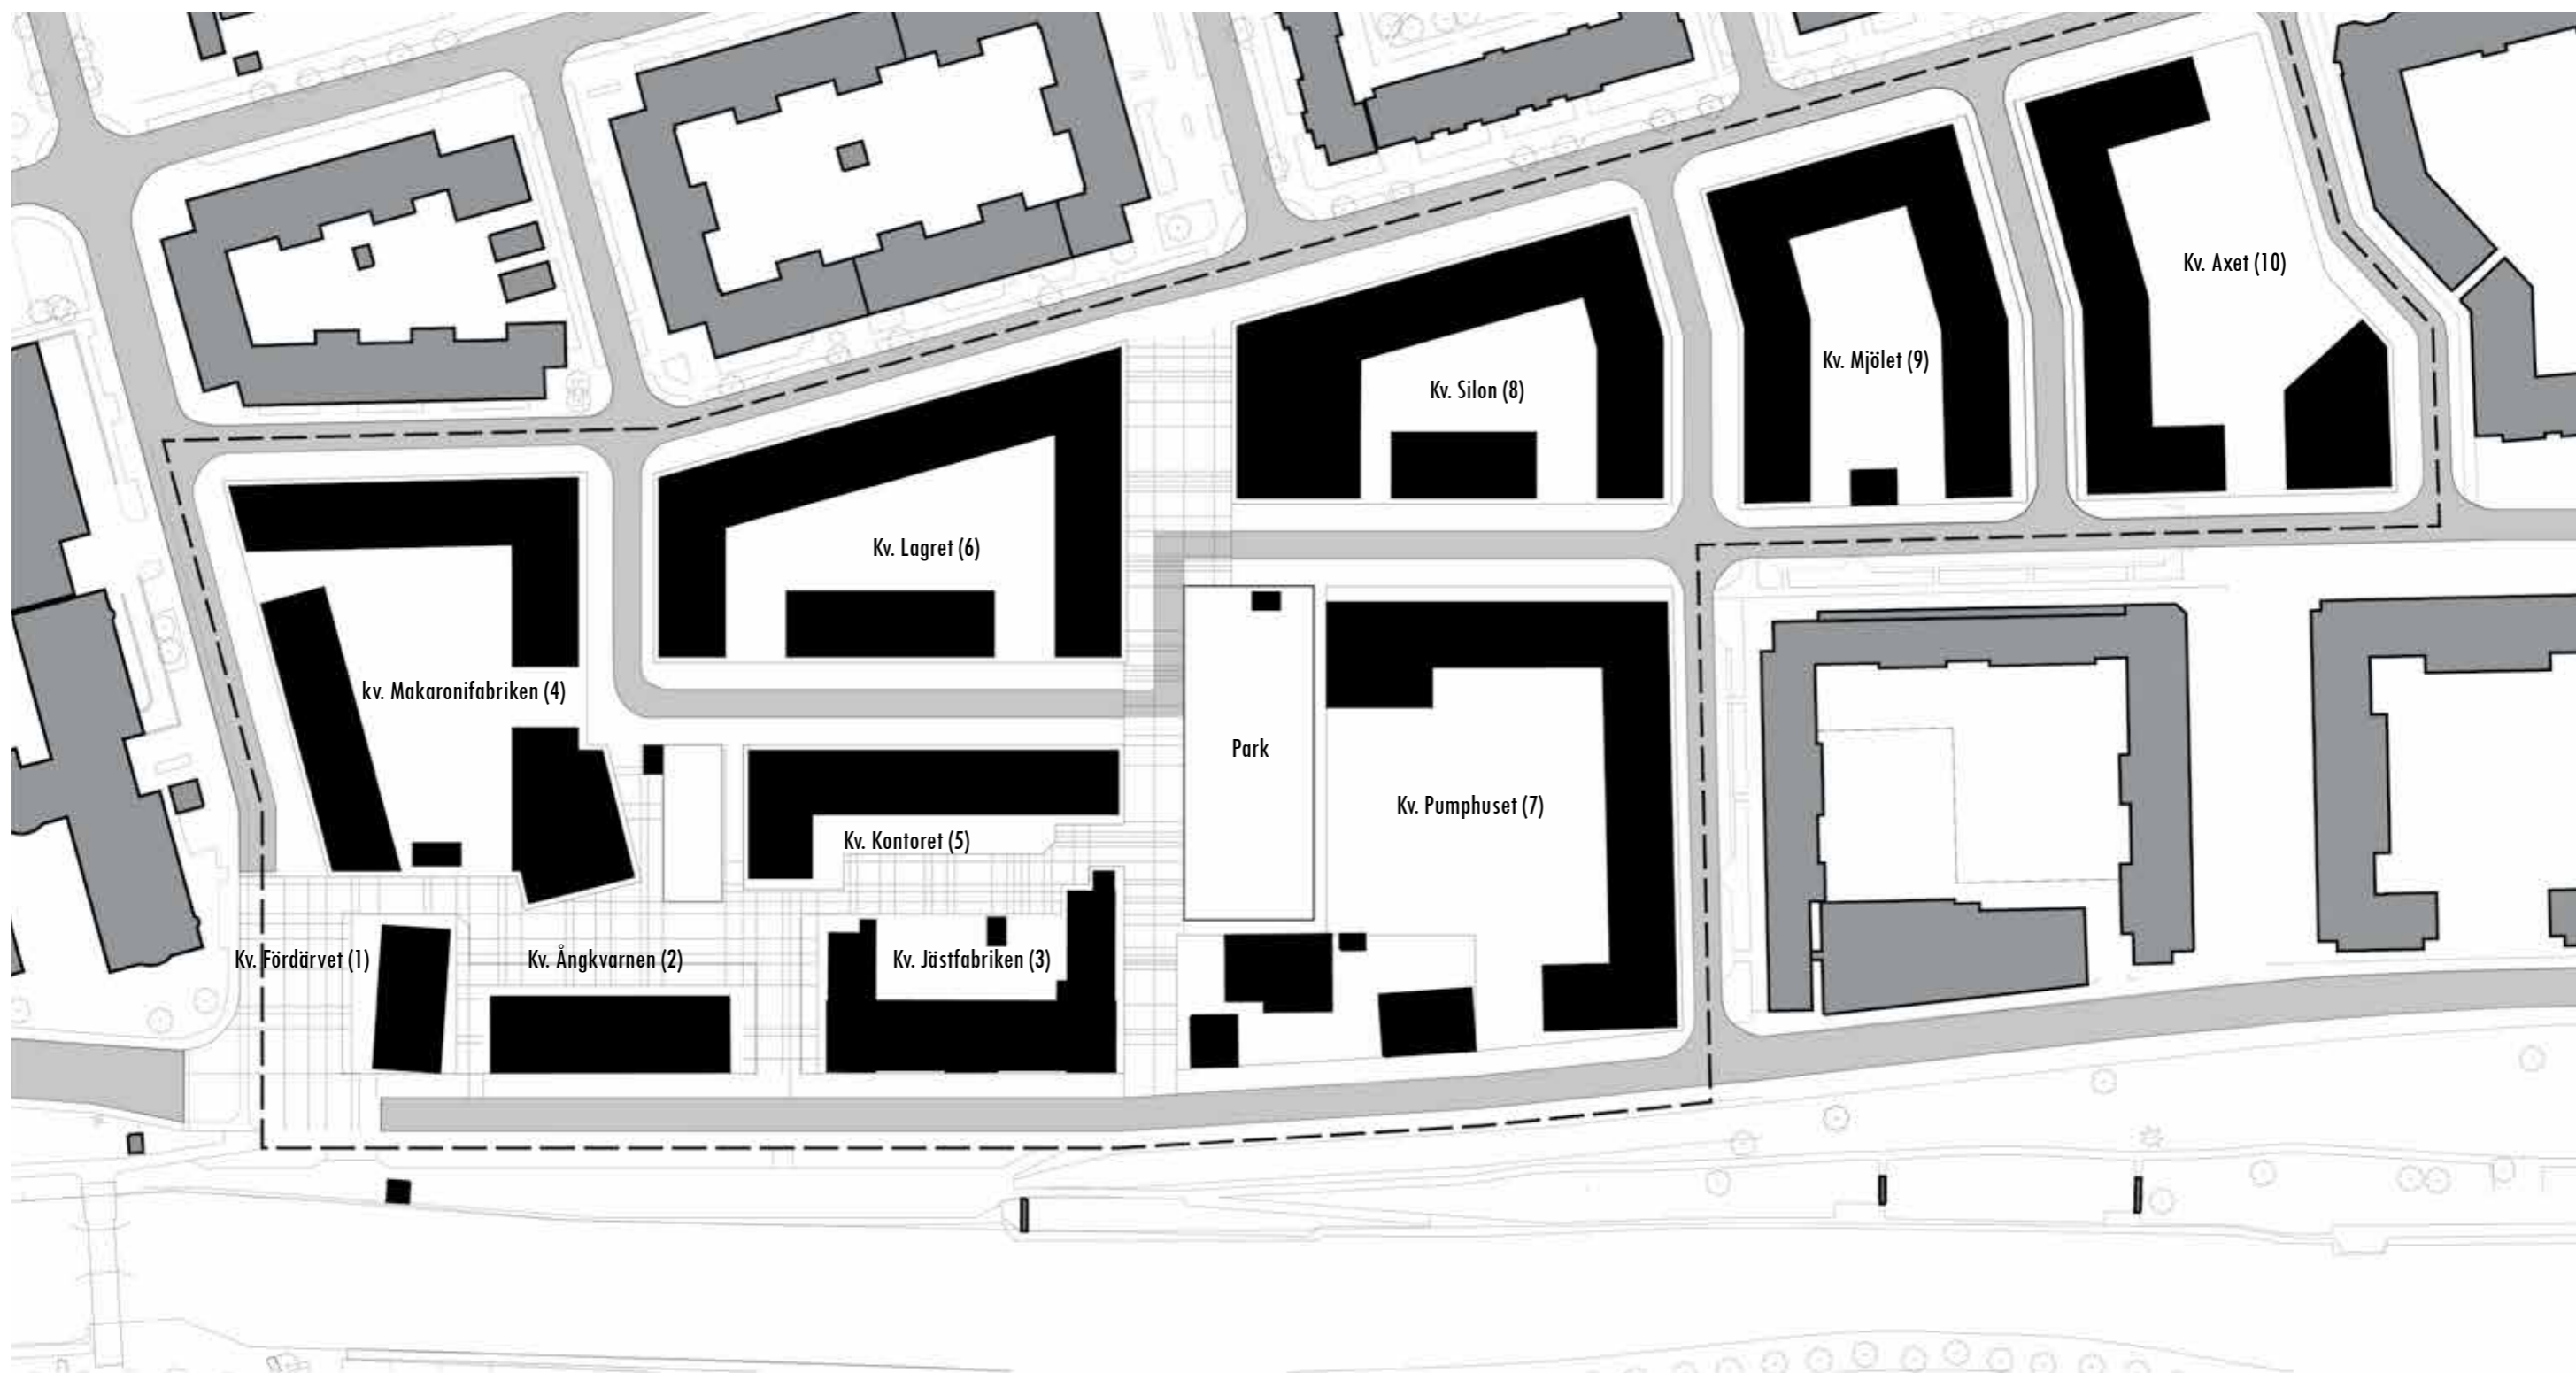 Kv. Axet (10)
Kv. Mjölet (9)
Kv. Silon (8)
Kv. Lagret (6)
kv. Makaronifabriken (4)
Park
Kv. Pumphuset (7)
Kv. Kontoret (5)
Kv. Fördärvet (1)
Kv. Ångkvarnen (2)
Kv. Jästfabriken (3)